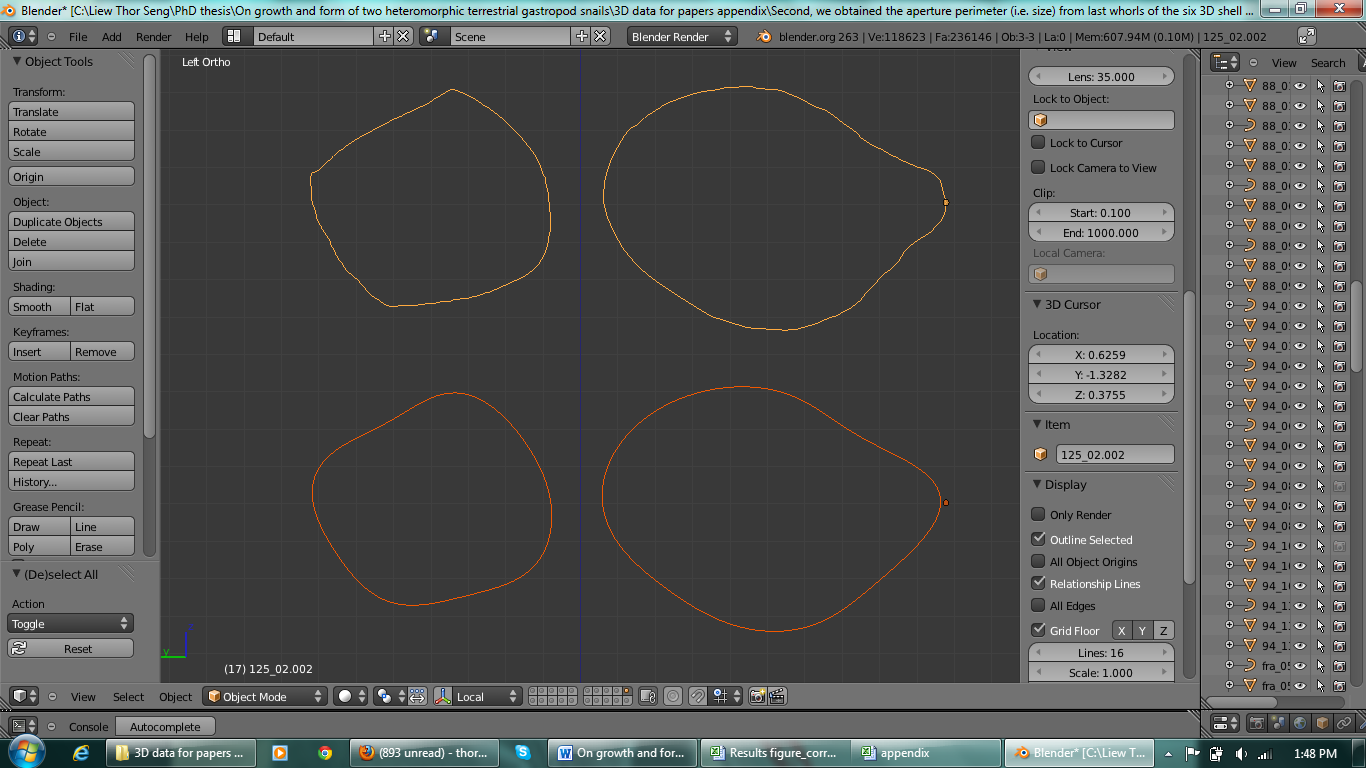 Blender* [C:\Liew Thor Seng\PhD thesis\On growth and form of two heteromorphic terrestrial gastropod snails\3D data for papers appendix\Second, we obtained the aperture perimeter (i.e. size) from last whorls of the six 3D shell ...
File Add Render Help Default Scene Blender Render blender.org 263 | Ve:118623 | Fa:236146 | Ob:3-3 | La:0 | Mem:607.94M (0.10M) | 125_02.002
Object Tools
Transform:
Translate
Rotate
Scale
Origin
Object:
Duplicate Objects
Delete
Join
Shading:
Smooth Flat
Keyframes:
Insert Remove
Motion Paths:
Calculate Paths
Clear Paths
Repeat:
Repeat Last
History...
Grease Pencil:
Draw Line
Poly Erase
(De)select All
Action
Toggle
Reset
Left Ortho
y
(17) 125_02.002
View Select Object Object Mode Local
Lens: 35.000
Lock to Object:
Lock to Cursor
Lock Camera to View
Clip:
Start: 0.100
End: 1000.000
Local Camera:
3D Cursor
Location:
X: 0.6259
Y: -1.3282
Z: 0.3755
Item
125_02.002
Display
Only Render
Outline Selected
All Object Origins
Relationship Lines
All Edges
Grid Floor X Y Z
Lines: 16
Scale: 1.000
View Search
Console Autocomplete
3D data for papers ...
(893 unread) - thor...
On growth and for...
Results figure_corr...
appendix
Blender* [C:\Liew T...
1:48 PM